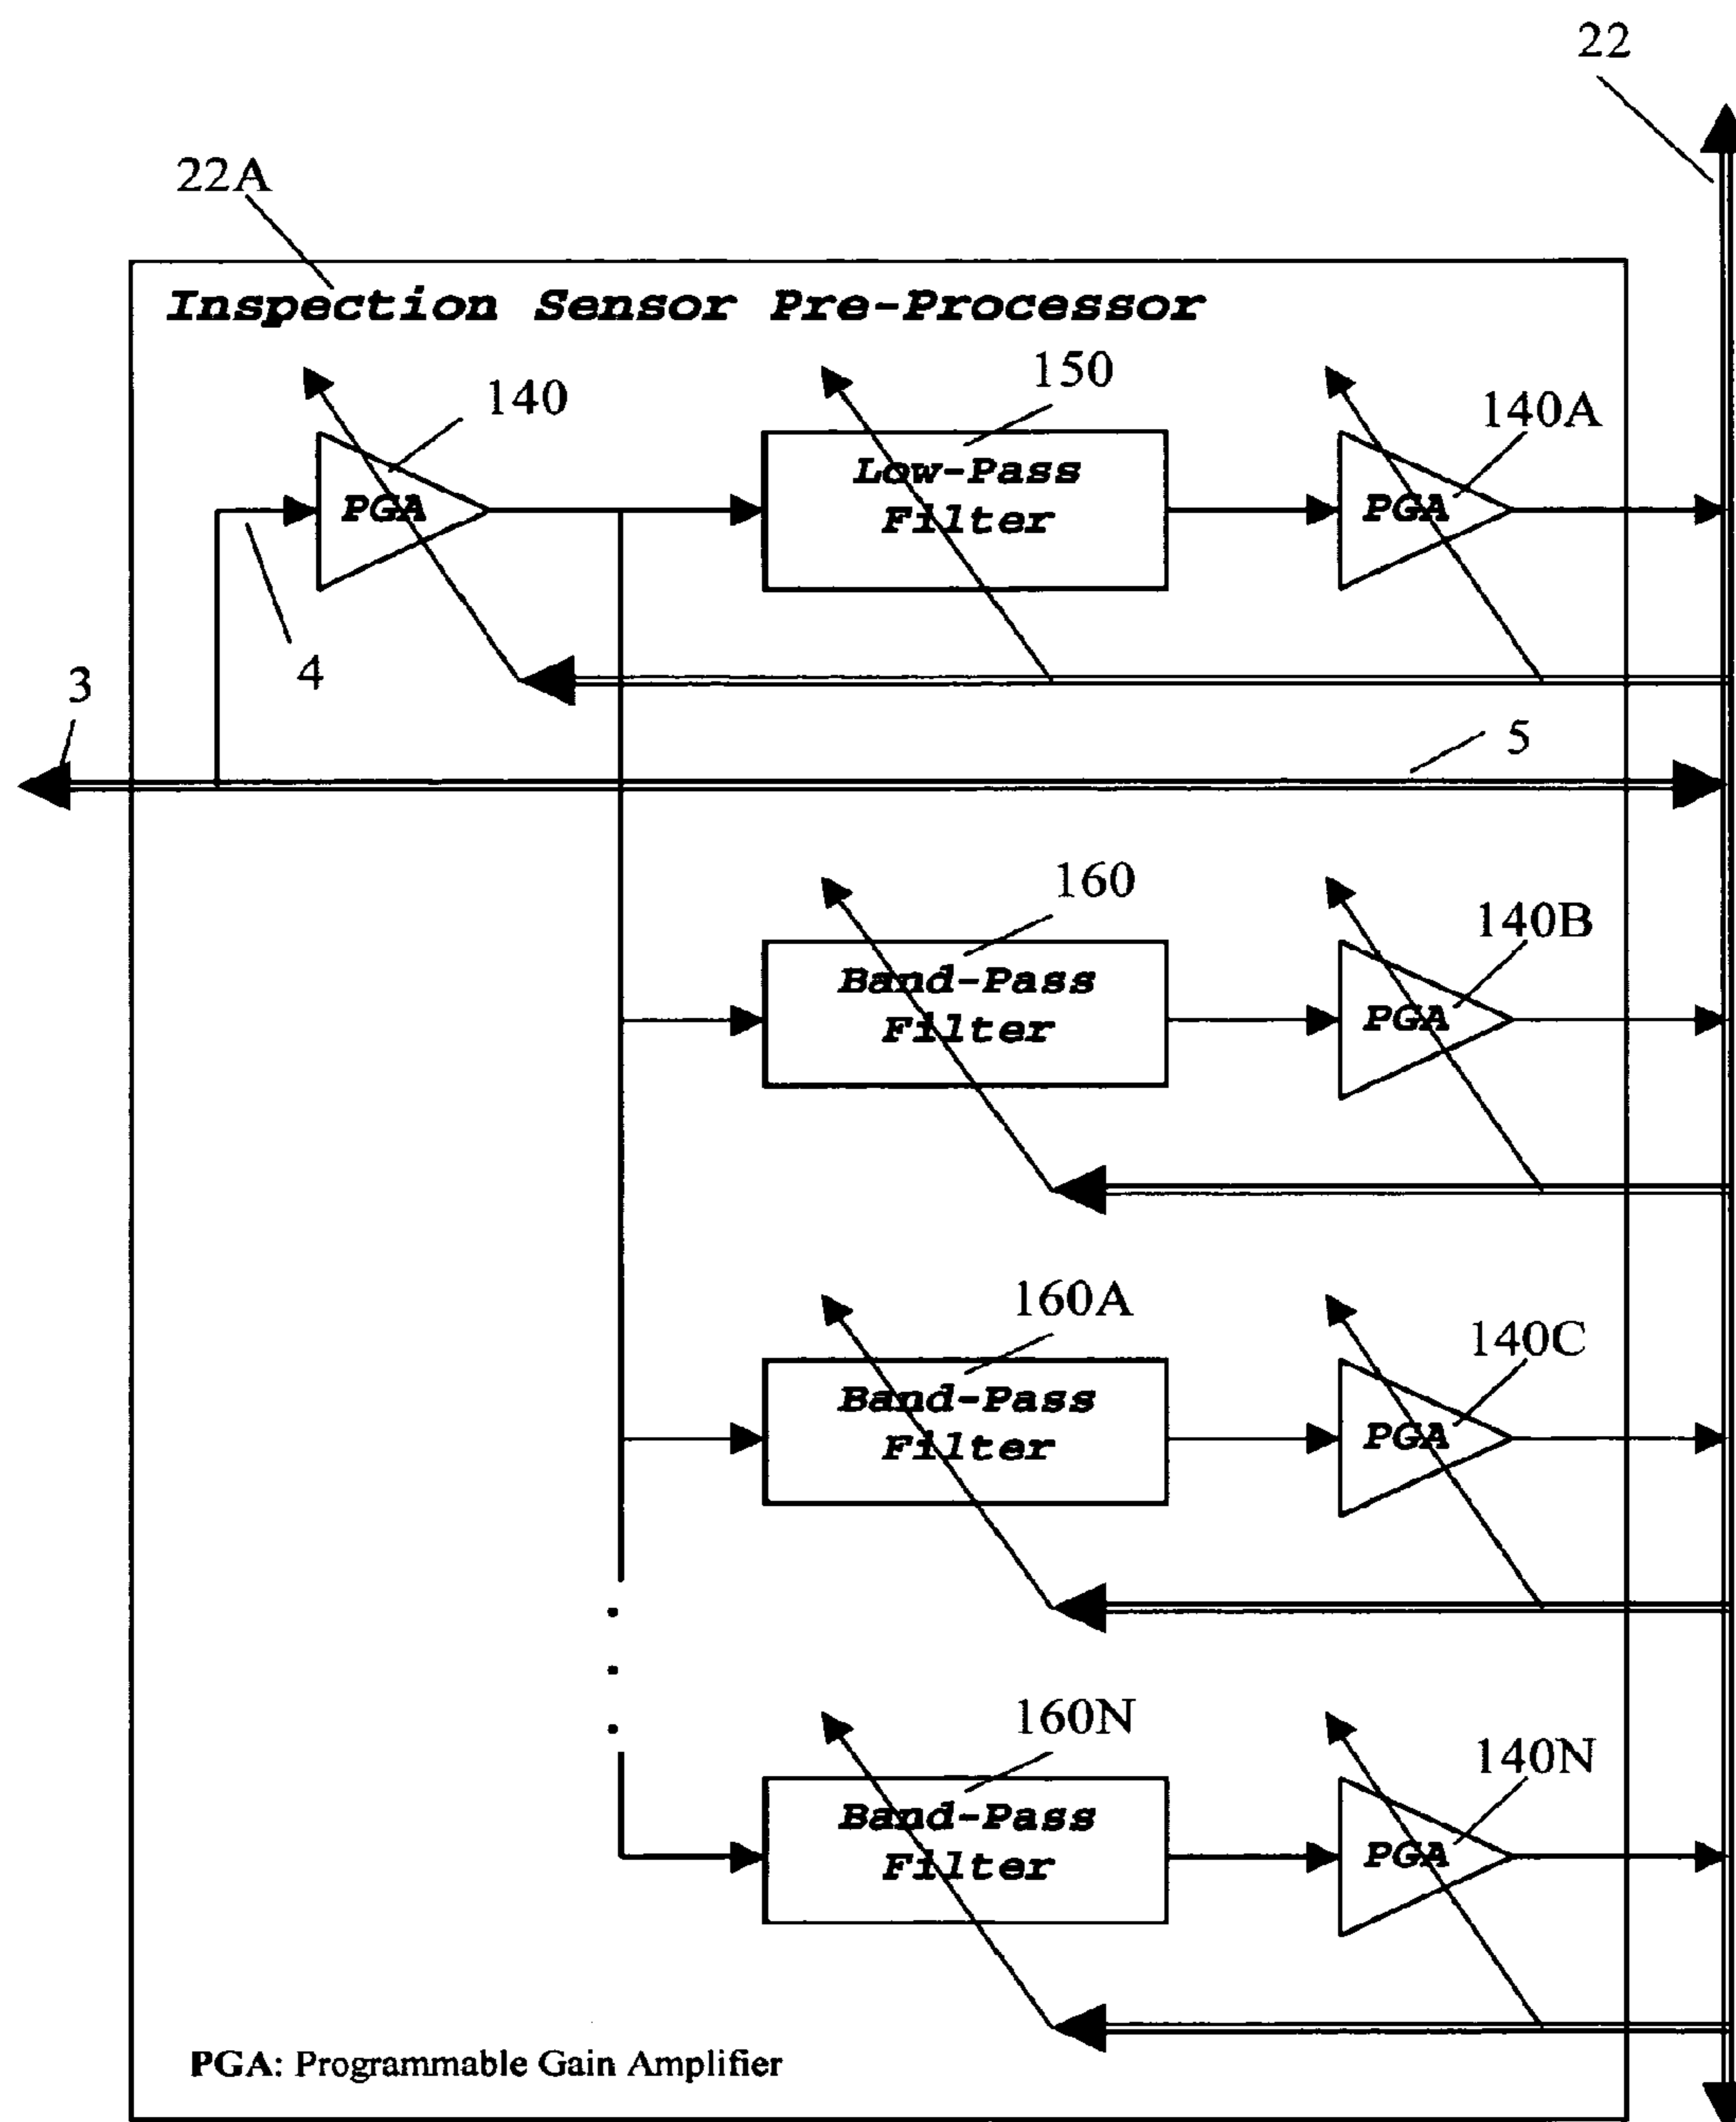 22
22A
Inspection Sensor Pre-Processor
150
140
140A
Low-Pass
Filter
PGA
PGA
4
3
5
160
140B
Band-Pass
Filter
PGA
160A
140C
Band-Pass
Filter
PGA
160N
140N
Band-Pass
Filter
PGA
PGA: Programmable Gain Amplifier